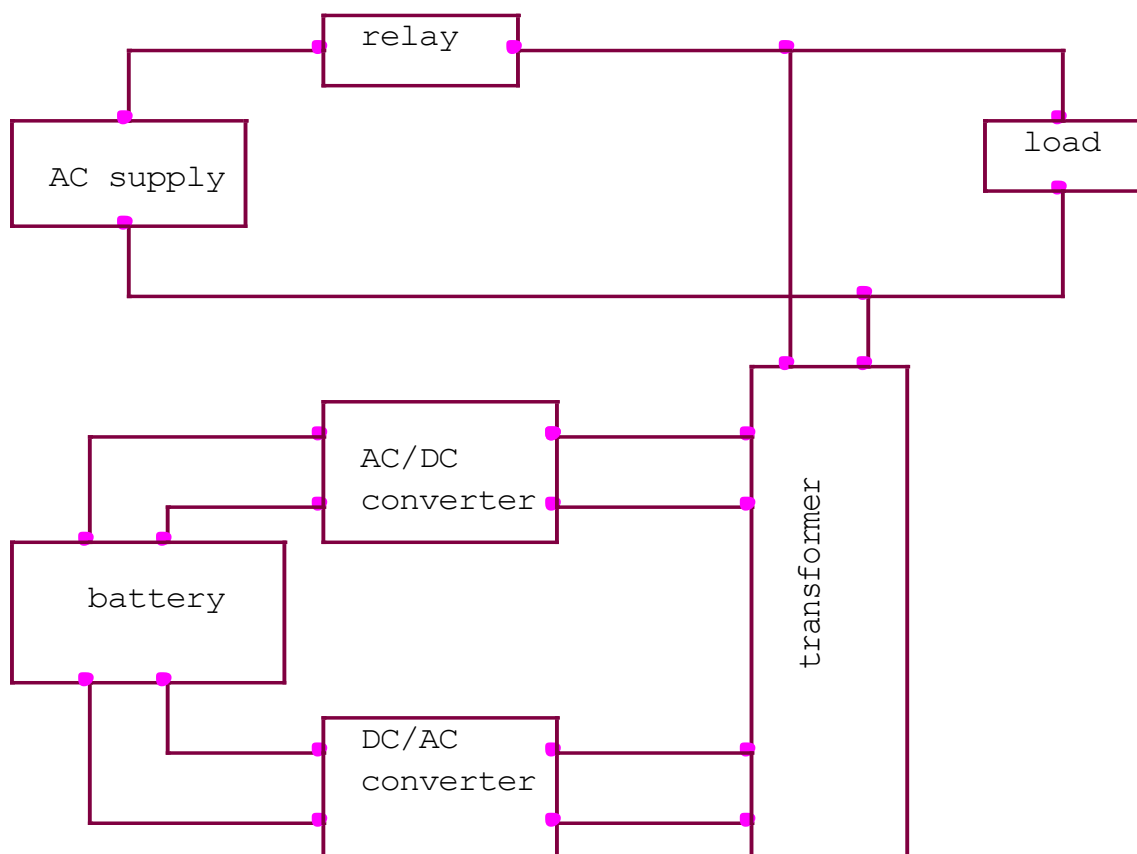 relay
AC supply
load
AC/DC
converter
transformer
battery
DC/AC
converter